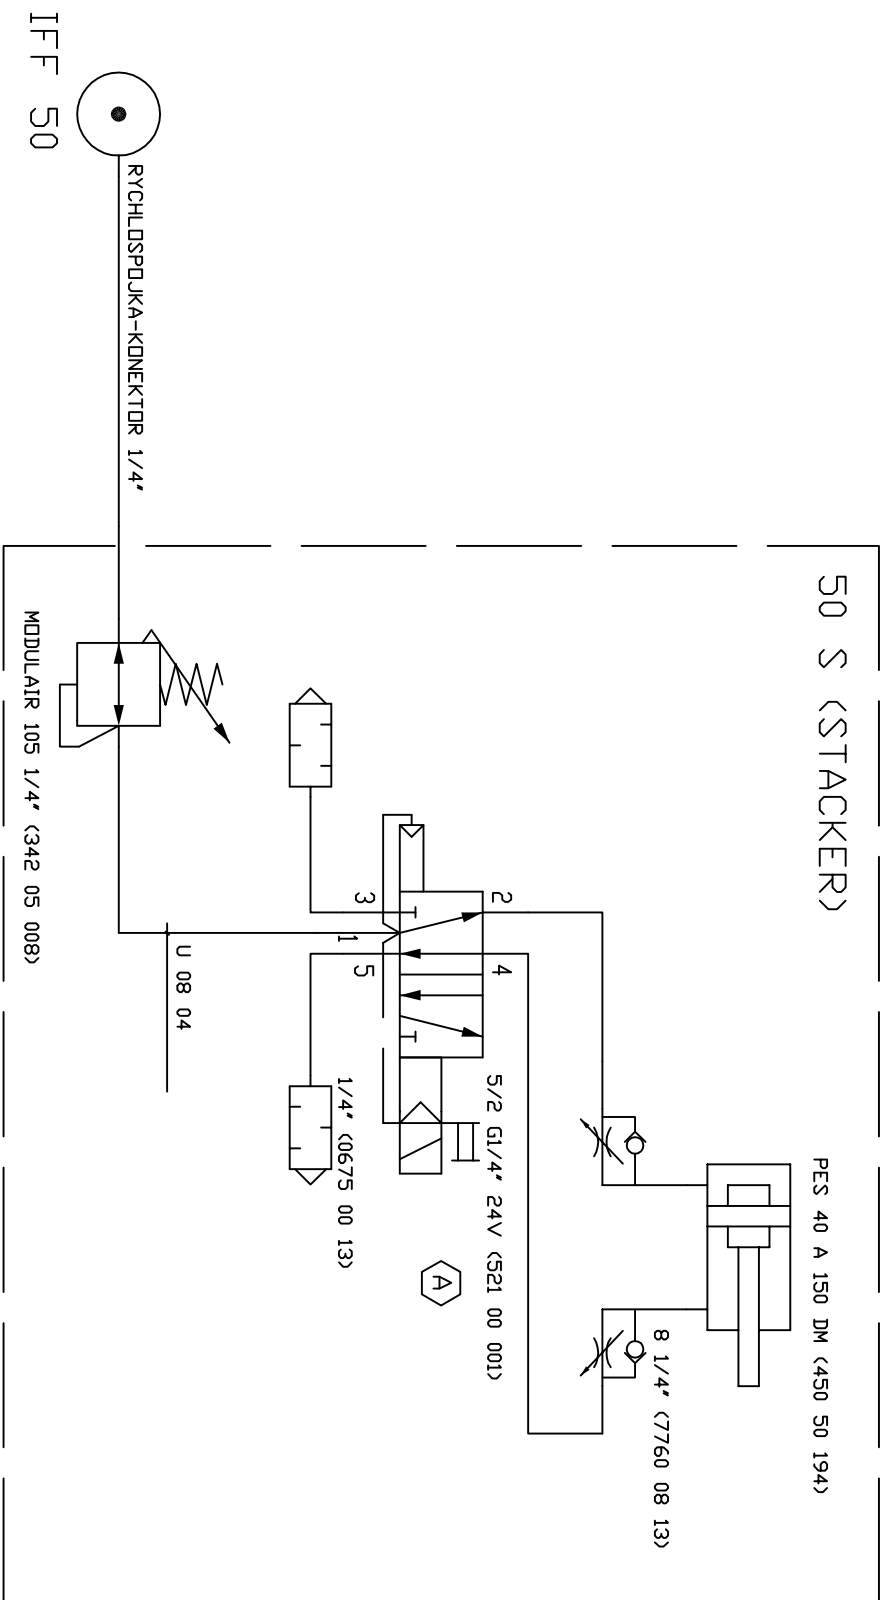 50 S (STACKER)
PES 40 A 150 DM (450 50 194)
8 1/4" (7760 08 13)
2
4
5/2 G1/4" 24V (521 00 001)
A
3
1
5
1/4" (0675 00 13)
U 08 04
RYCHLOSPOJKA-KONEKTOR 1/4"
IFF 50
MODULAIR 105 1/4" (342 05 008)